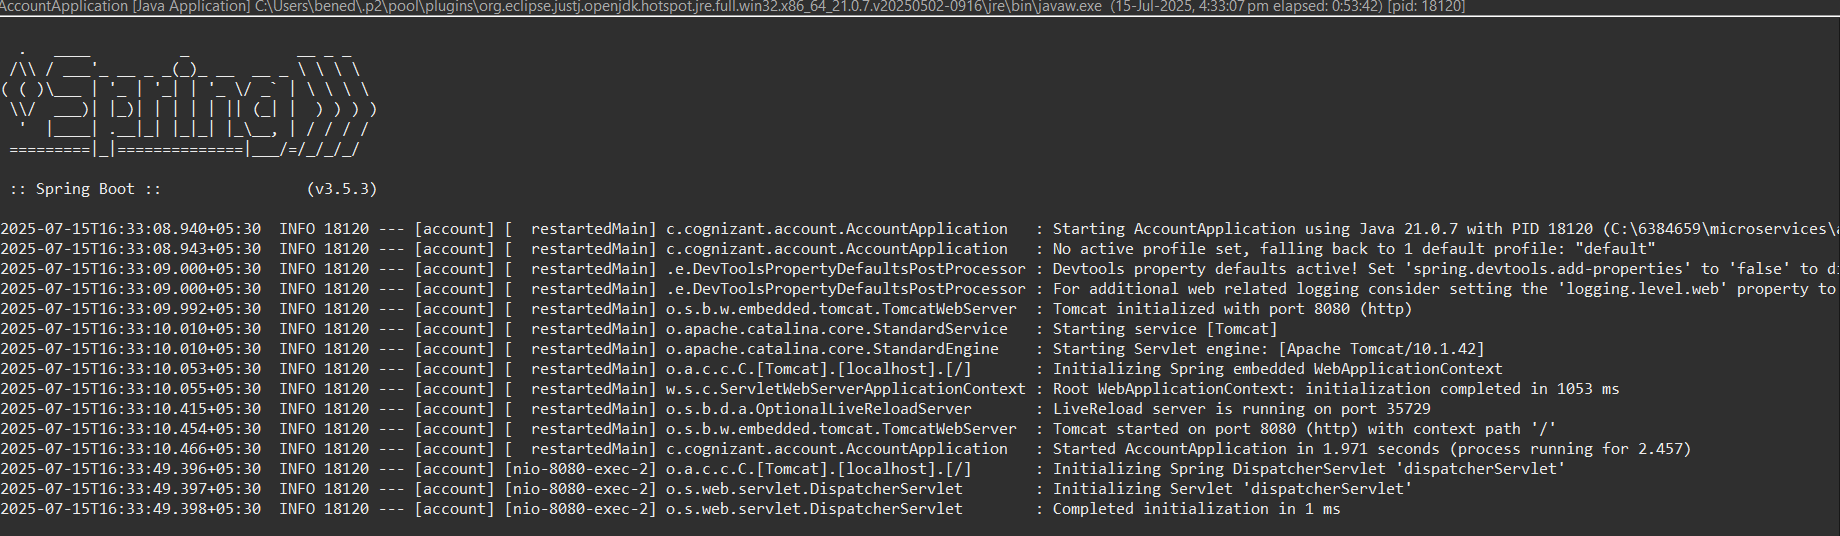 AccountApplication [Java Application] C:\Users\bened\.p2\pool\plugins\org.eclipse.justj.openjdk.hotspot.jre.full.win32.x86_64_21.0.7.v20250502-0916\jre\bin\javaw.exe (15-Jul-2025, 4:33:07 pm elapsed: 0:53:42) [pid: 18120]
  .   ____          _            __ _ _
 /\\ / ___'_ __ _ _(_)_ __  __ _ \ \ \ \
( ( )\___ | '_ | '_| | '_ \/ _` | \ \ \ \
 \\/  ___)| |_)| | | | | || (_| |  ) ) ) )
  '  |____| .__|_| |_|_| |_\__, | / / / /
 =========|_|==============|___/=/_/_/_/
 :: Spring Boot ::                (v3.5.3)
2025-07-15T16:33:08.940+05:30  INFO 18120 --- [account] [  restartedMain] c.cognizant.account.AccountApplication   : Starting AccountApplication using Java 21.0.7 with PID 18120 (C:\6384659\microservices\a
2025-07-15T16:33:08.943+05:30  INFO 18120 --- [account] [  restartedMain] c.cognizant.account.AccountApplication   : No active profile set, falling back to 1 default profile: "default"
2025-07-15T16:33:09.000+05:30  INFO 18120 --- [account] [  restartedMain] .e.DevToolsPropertyDefaultsPostProcessor : Devtools property defaults active! Set 'spring.devtools.add-properties' to 'false' to di
2025-07-15T16:33:09.000+05:30  INFO 18120 --- [account] [  restartedMain] .e.DevToolsPropertyDefaultsPostProcessor : For additional web related logging consider setting the 'logging.level.web' property to
2025-07-15T16:33:09.992+05:30  INFO 18120 --- [account] [  restartedMain] o.s.b.w.embedded.tomcat.TomcatWebServer  : Tomcat initialized with port 8080 (http)
2025-07-15T16:33:10.010+05:30  INFO 18120 --- [account] [  restartedMain] o.apache.catalina.core.StandardService   : Starting service [Tomcat]
2025-07-15T16:33:10.010+05:30  INFO 18120 --- [account] [  restartedMain] o.apache.catalina.core.StandardEngine    : Starting Servlet engine: [Apache Tomcat/10.1.42]
2025-07-15T16:33:10.053+05:30  INFO 18120 --- [account] [  restartedMain] o.a.c.c.C.[Tomcat].[localhost].[/]       : Initializing Spring embedded WebApplicationContext
2025-07-15T16:33:10.055+05:30  INFO 18120 --- [account] [  restartedMain] w.s.c.ServletWebServerApplicationContext : Root WebApplicationContext: initialization completed in 1053 ms
2025-07-15T16:33:10.415+05:30  INFO 18120 --- [account] [  restartedMain] o.s.b.d.a.OptionalLiveReloadServer       : LiveReload server is running on port 35729
2025-07-15T16:33:10.454+05:30  INFO 18120 --- [account] [  restartedMain] o.s.b.w.embedded.tomcat.TomcatWebServer  : Tomcat started on port 8080 (http) with context path '/'
2025-07-15T16:33:10.466+05:30  INFO 18120 --- [account] [  restartedMain] c.cognizant.account.AccountApplication   : Started AccountApplication in 1.971 seconds (process running for 2.457)
2025-07-15T16:33:49.396+05:30  INFO 18120 --- [account] [nio-8080-exec-2] o.a.c.c.C.[Tomcat].[localhost].[/]       : Initializing Spring DispatcherServlet 'dispatcherServlet'
2025-07-15T16:33:49.397+05:30  INFO 18120 --- [account] [nio-8080-exec-2] o.s.web.servlet.DispatcherServlet        : Initializing Servlet 'dispatcherServlet'
2025-07-15T16:33:49.398+05:30  INFO 18120 --- [account] [nio-8080-exec-2] o.s.web.servlet.DispatcherServlet        : Completed initialization in 1 ms